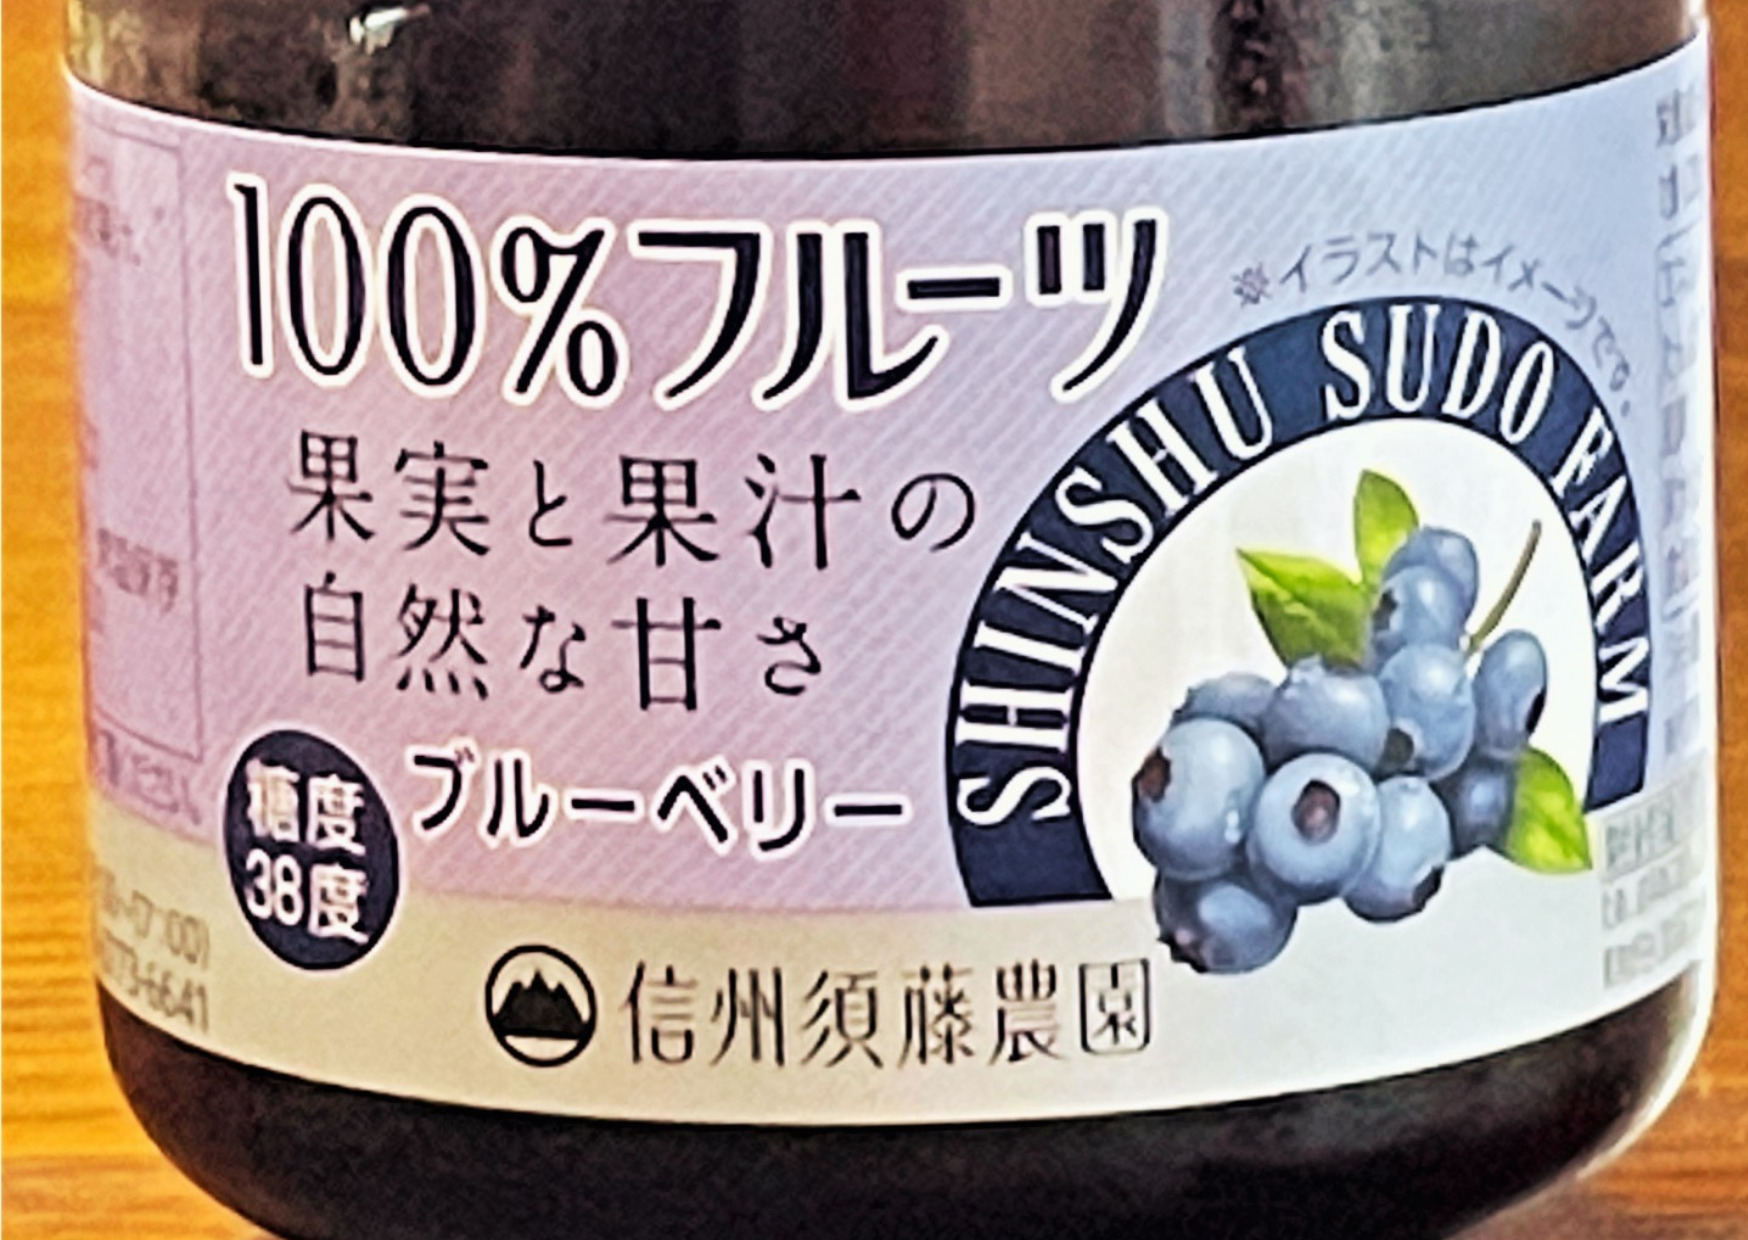 100%フルーツ
※イラストはイメージです。
果実と果汁の
自然な甘さ
ブルーベリー
糖度
38度
SHINSHU SUDO FARM
信州須藤農園